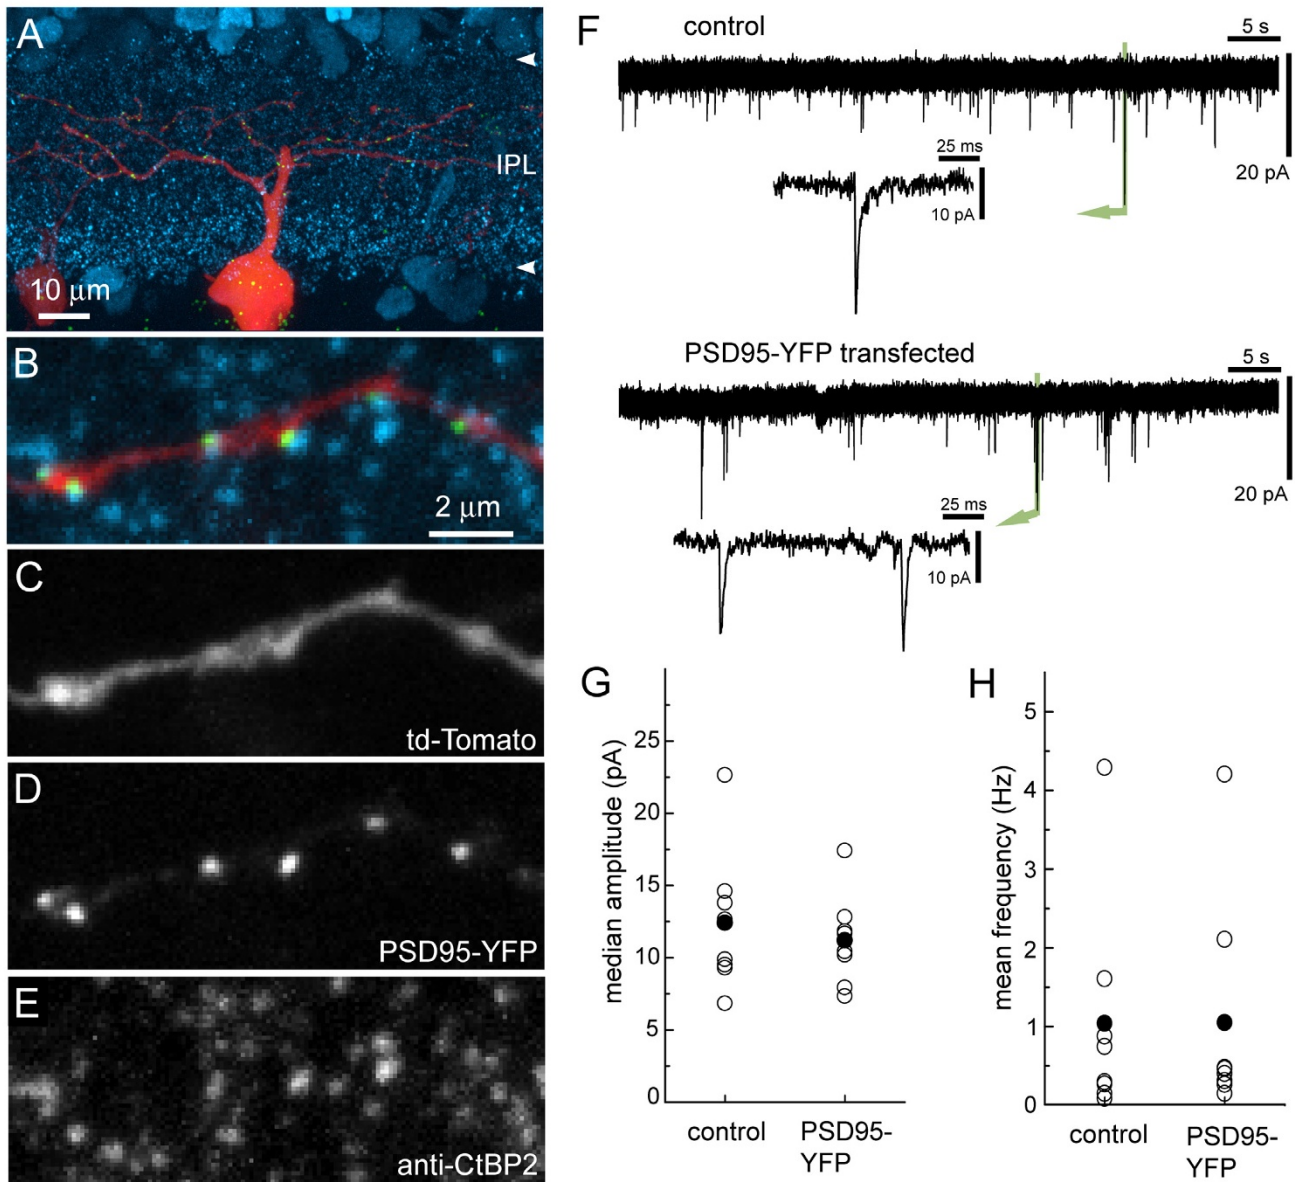 A
IPL
10 μm
B
2 μm
C
td-Tomato
D
PSD95-YFP
E
anti-CtBP2
F
control
5 s
20 pA
25 ms
10 pA
PSD95-YFP transfected
5 s
20 pA
25 ms
10 pA
G
median amplitude (pA)
25
20
15
10
5
0
control
PSD95-
YFP
H
mean frequency (Hz)
5
4
3
2
1
0
control
PSD95-
YFP